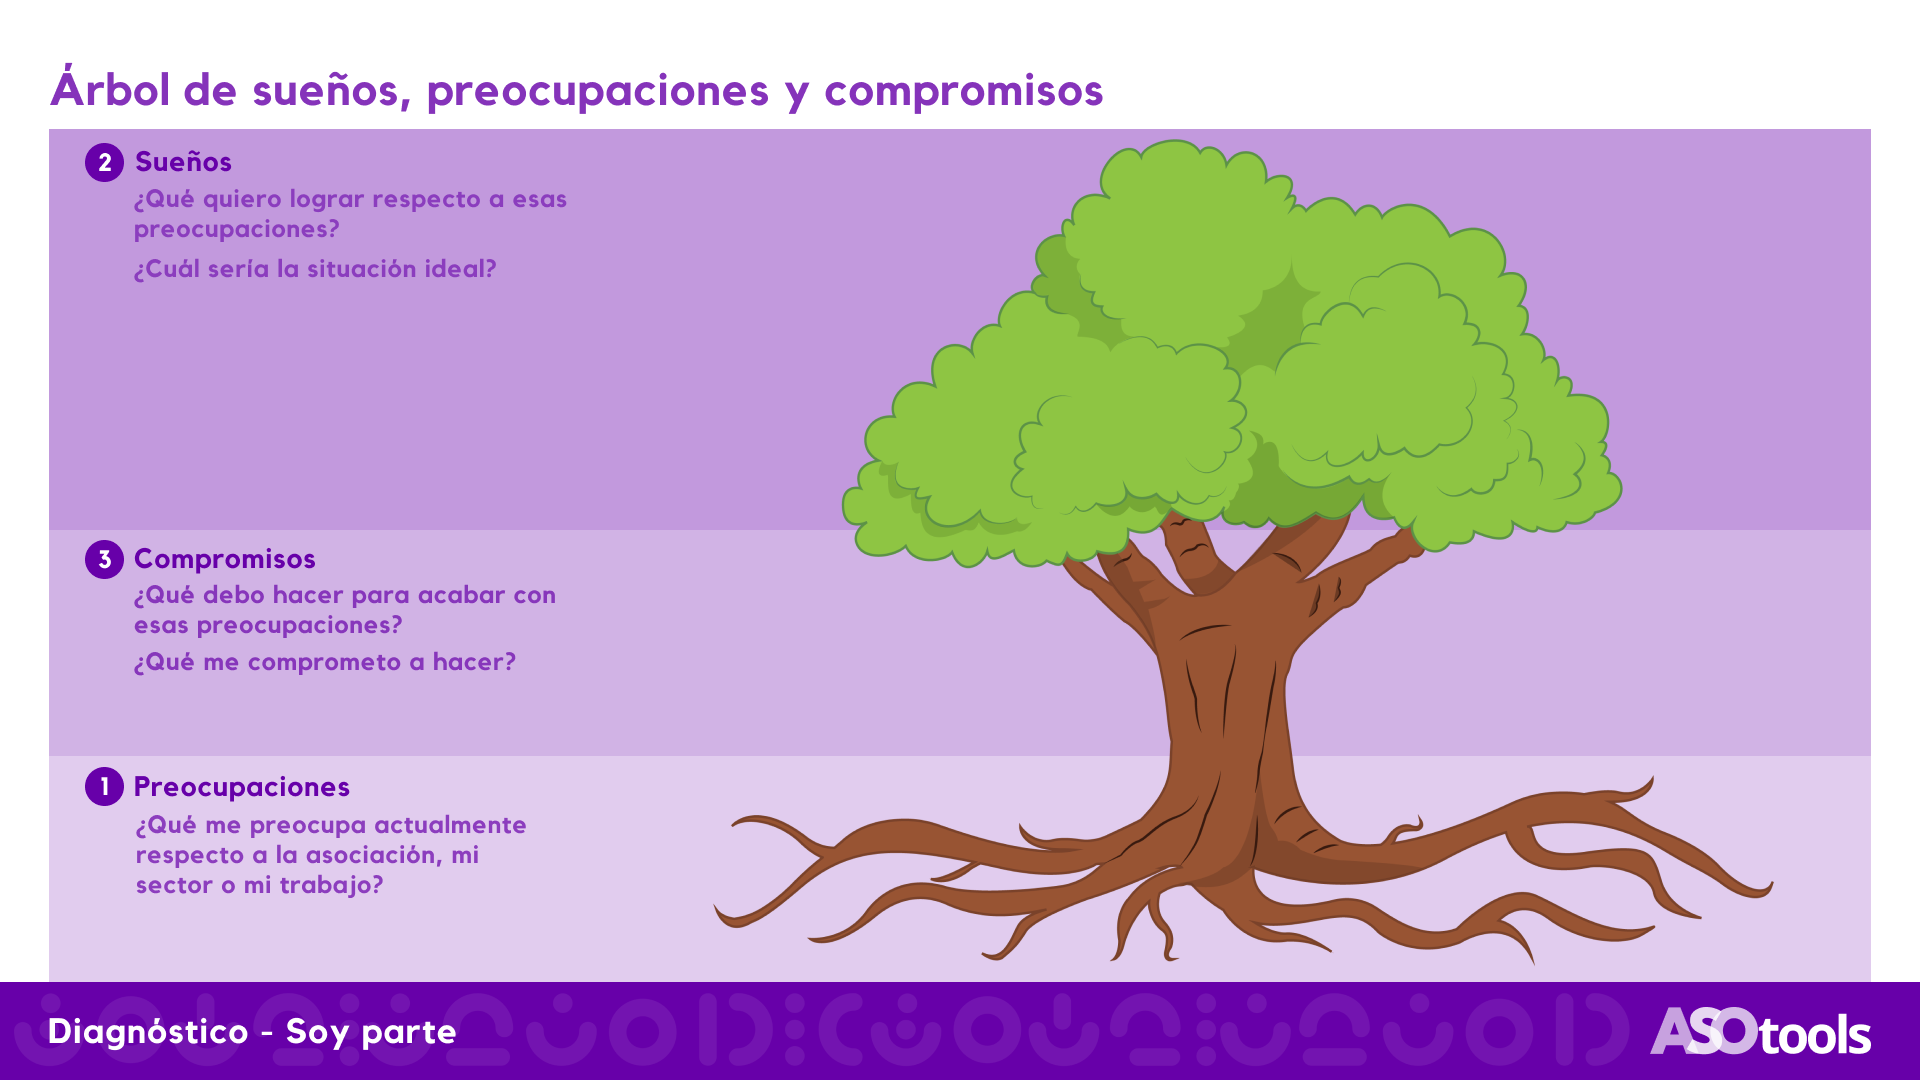 Árbol de sueños, preocupaciones y compromisos
2 Sueños
¿Qué quiero lograr respecto a esas
preocupaciones?
¿Cuál sería la situación ideal?
3 Compromisos
¿Qué debo hacer para acabar con
esas preocupaciones?
¿Qué me comprometo a hacer?
1 Preocupaciones
¿Qué me preocupa actualmente
respecto a la asociación, mi
sector o mi trabajo?
Diagnóstico - Soy parte
ASOtools